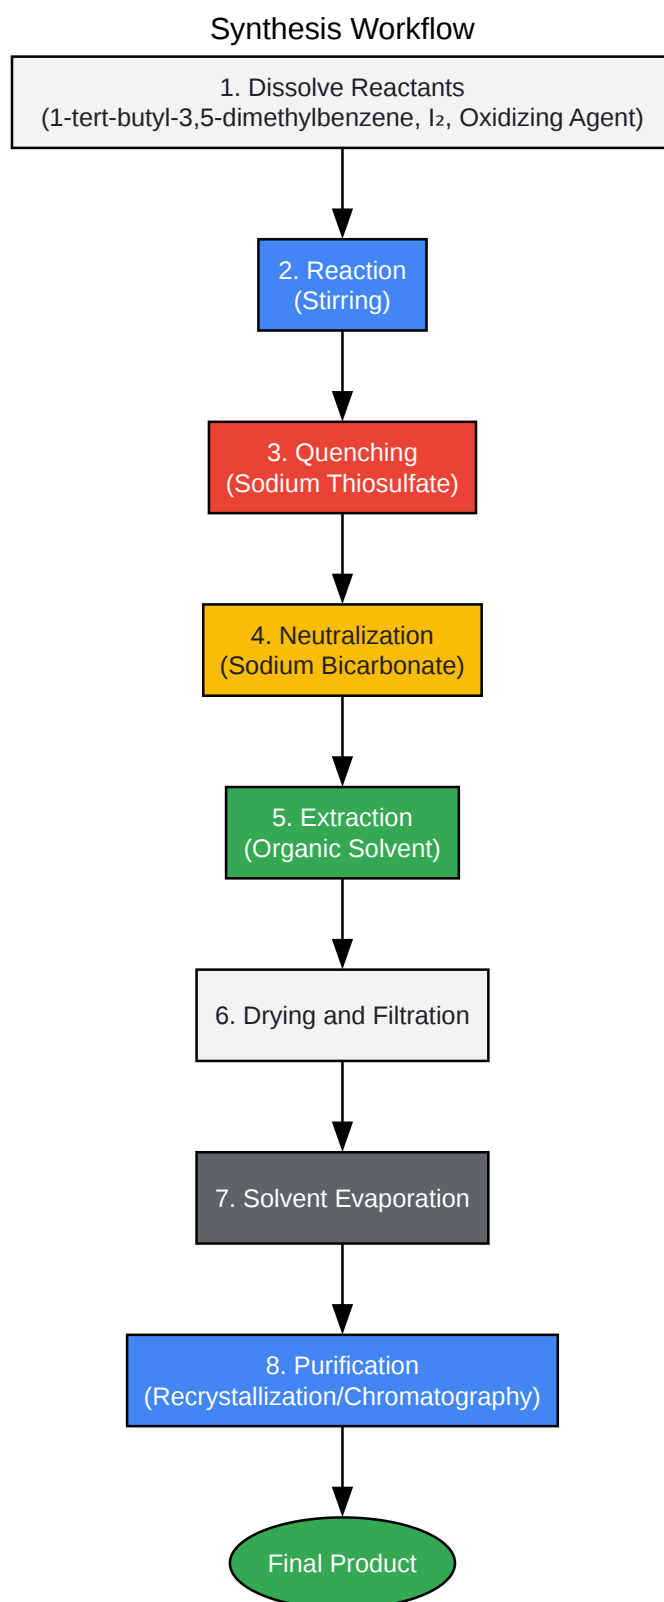 Synthesis Workflow
1. Dissolve Reactants
(1-tert-butyl-3,5-dimethylbenzene, I₂, Oxidizing Agent)
2. Reaction
(Stirring)
3. Quenching
(Sodium Thiosulfate)
4. Neutralization
(Sodium Bicarbonate)
5. Extraction
(Organic Solvent)
6. Drying and Filtration
7. Solvent Evaporation
8. Purification
(Recrystallization/Chromatography)
Final Product